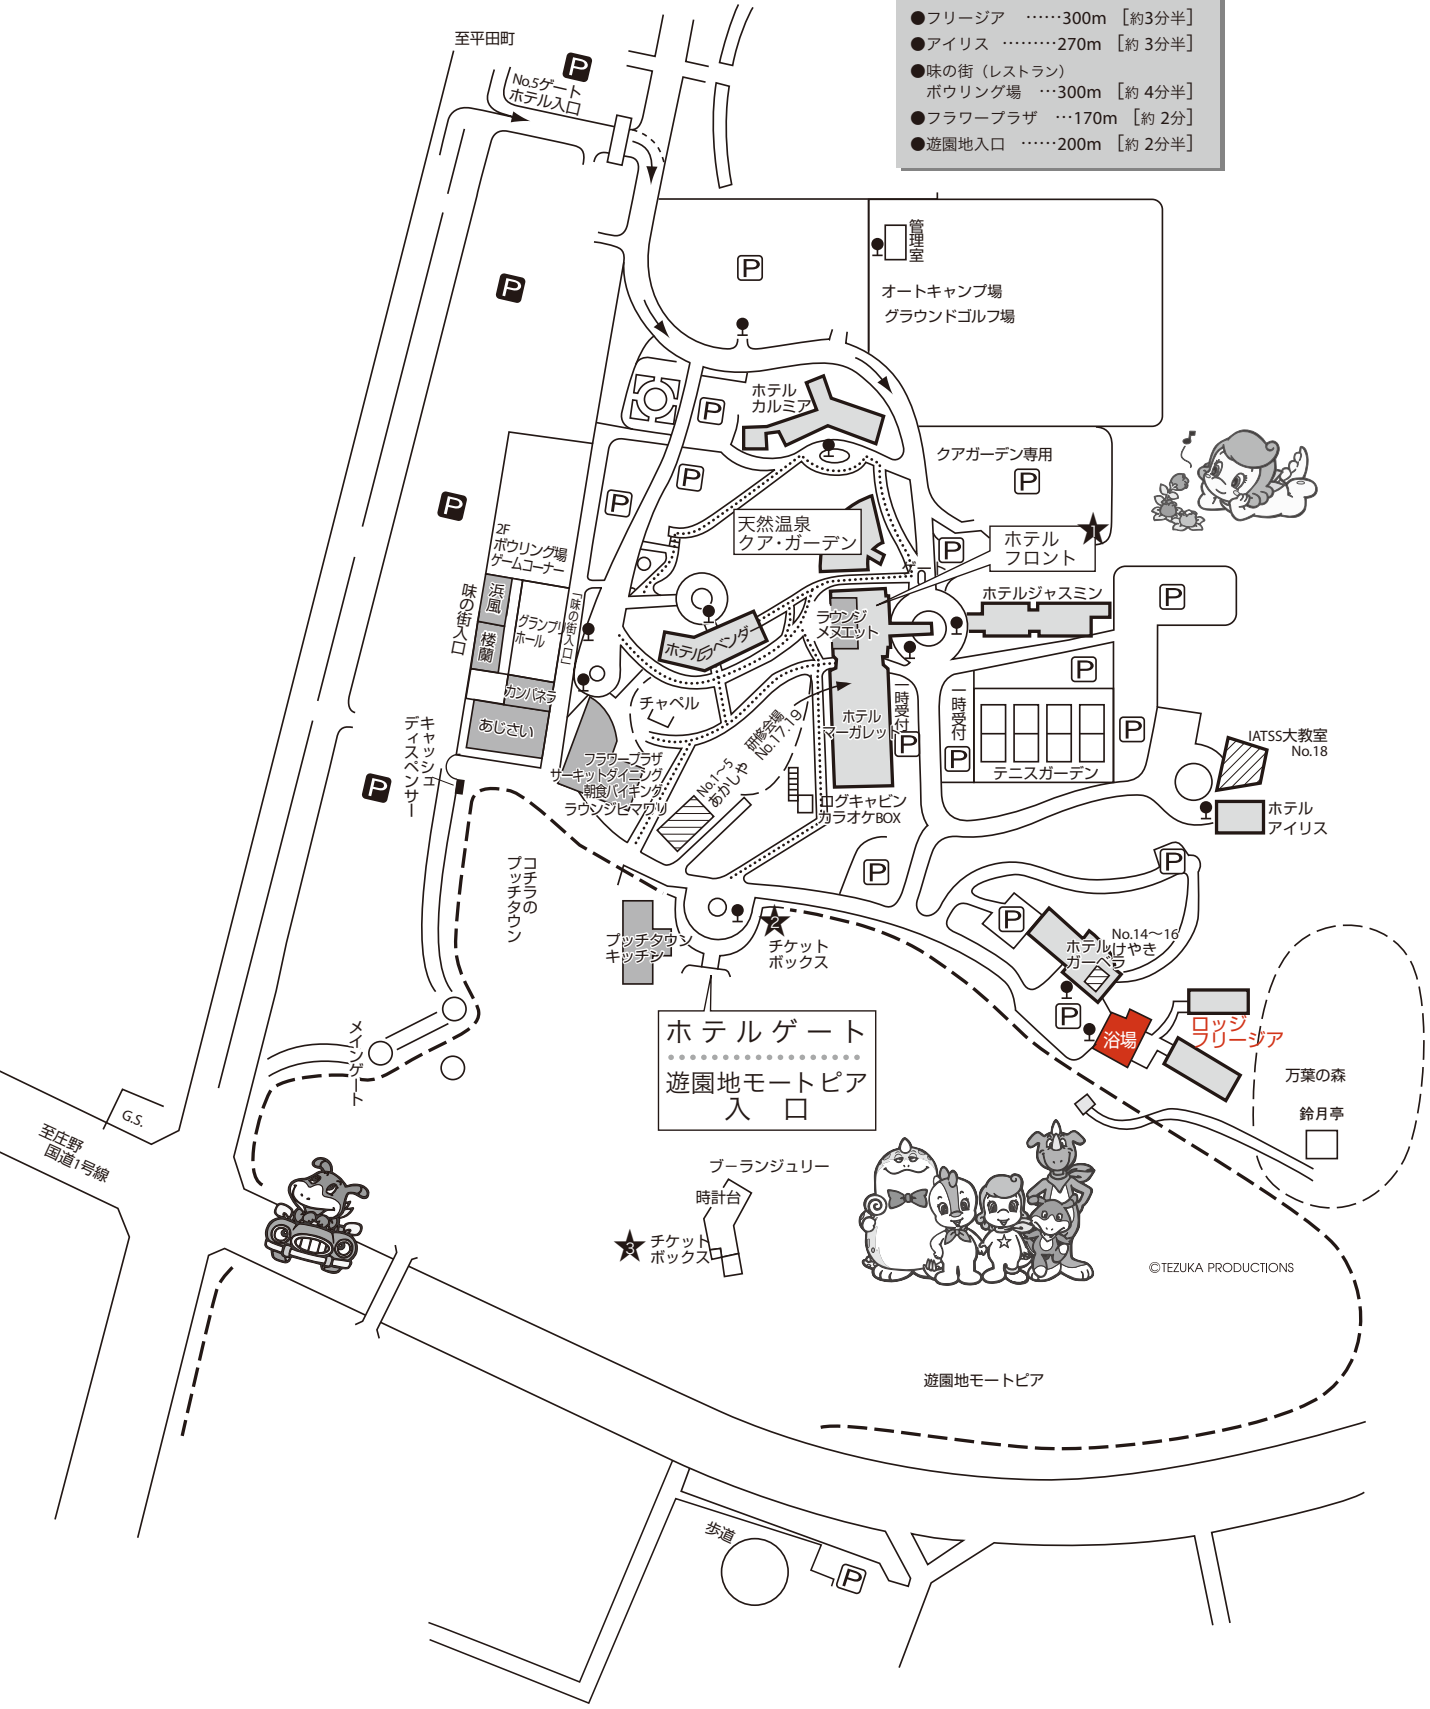 ●フリージア ……300m [約3分半]
●アイリス ………270m [約 3分半]
●味の街（レストラン）
ボウリング場 …300m [約 4分半]
●フラワープラザ …170m [約 2分]
●遊園地入口 ……200m [約 2分半]
至平田町
P
No.5ゲート
ホテル入口
P
P
管理室
オートキャンプ場
グラウンドゴルフ場
ホテル
カルミア
P
クアガーデン専用
P
P
P
P
天然温泉
クア・ガーデン
ホテル
フロント
1
P
2F
ボウリング場
ゲームコーナー
浜風
楼蘭
グランプリ
ホール
味の街入口
「味の街入口」
カンパネラ
あじさい
ホテルラベンダー
ラウンジ
メヌエット
ホテルジャスミン
P
P
チャペル
ホテル
マーガレット
一時受付
P
一時受付
P
テニスガーデン
P
IATSS大教室
No.18
ホテル
アイリス
研修会場
No.17.19
No.1〜5
あかしや
フラワープラザ
サーキットダイニング
朝食バイキング
ラウンジヒマワリ
ログキャビン
カラオケBOX
キャッシュ
ディスペンサー
P
コチラの
プッチタウン
P
P
P
No.14〜16
けやき
ホテル
ガーベラ
プッチタウン
キッチン
2
チケット
ボックス
P
浴場
ロッジ
フリージア
ホテルゲート
遊園地モートピア
入 口
メインゲート
万葉の森
鈴月亭
G.S.
至庄野
国道1号線
ブーランジュリー
時計台
3
チケット
ボックス
©TEZUKA PRODUCTIONS
遊園地モートピア
歩道
P